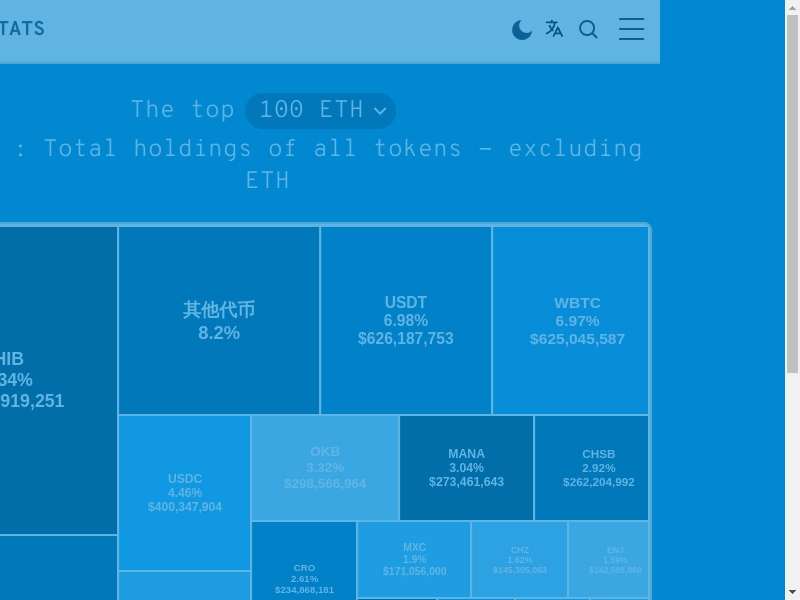 TATS
The top 100 ETH
: Total holdings of all tokens – excluding
ETH
HIB
34%
919,251
其他代币
8.2%
USDT
6.98%
$626,187,753
WBTC
6.97%
$625,045,587
USDC
4.46%
$400,347,904
OKB
3.32%
$298,566,964
MANA
3.04%
$273,461,643
CHSB
2.92%
$262,204,992
CRO
2.61%
$234,868,181
MXC
1.9%
$171,056,000
CHZ
1.62%
$145,305,063
ENJ
1.59%